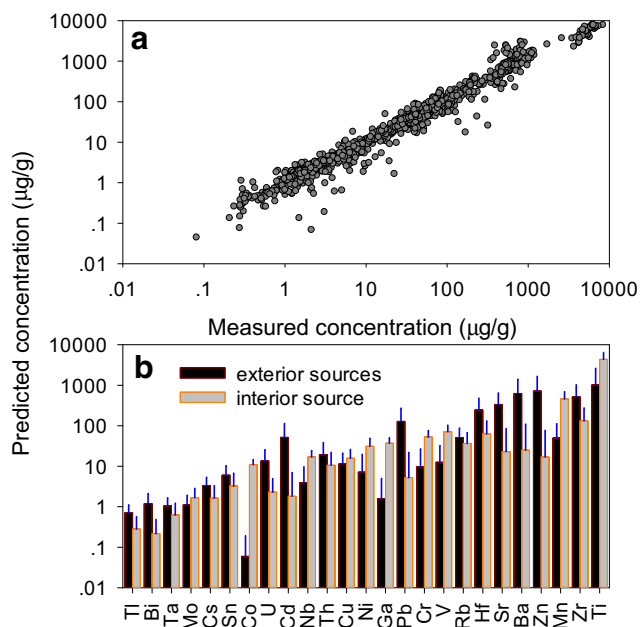 a
10000
1000
100
10
1
.1
.01
.01
.1
1
10
100
1000
10000
Measured concentration (µg/g)
Predicted concentration (µg/g)
b
exterior sources
interior source
10000
1000
100
10
1
.1
.01
Tl
Bi
Ta
Mo
Cs
Sn
Co
U
Cd
Nb
Th
Cu
Ni
Ga
Pb
Cr
V
Rb
Hf
Sr
Ba
Zn
Mn
Zr
Ti